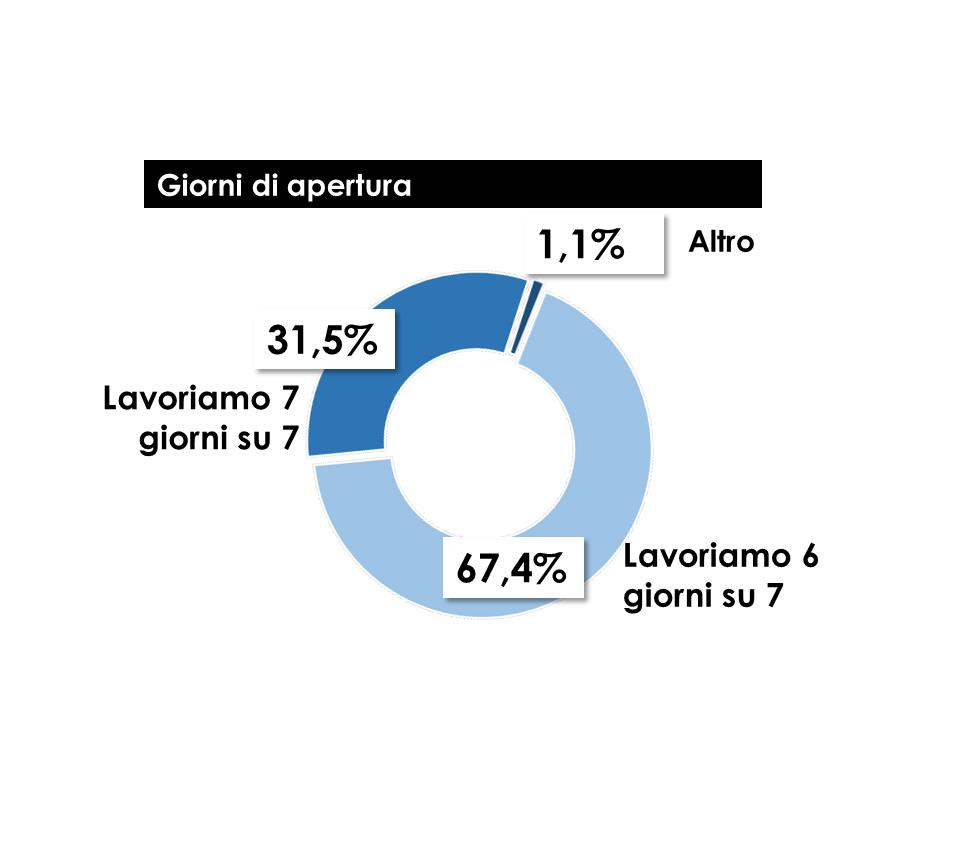 Giorni di apertura
1,1%
Altro
31,5%
Lavoriamo 7
giorni su 7
67,4%
Lavoriamo 6
giorni su 7